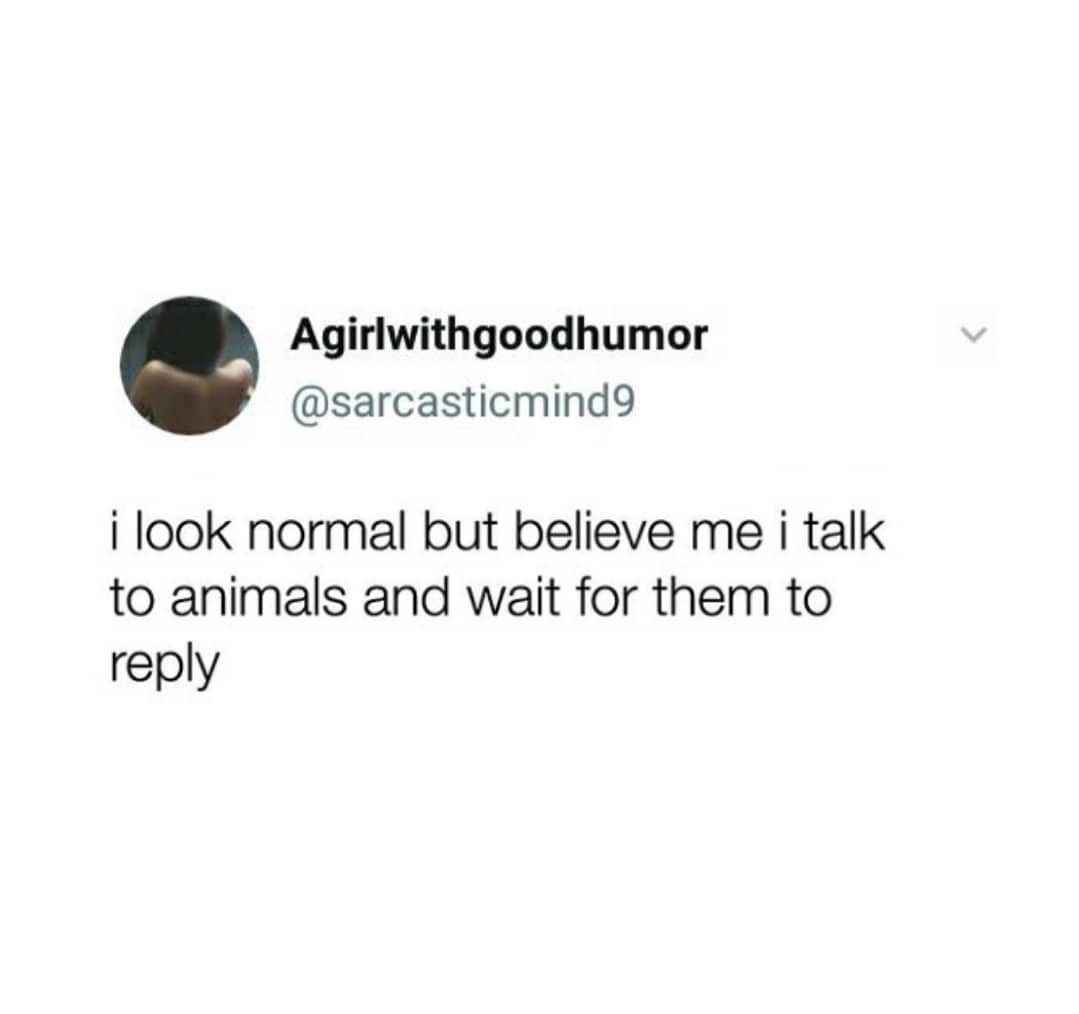 Agirlwithgoodhumor
@sarcasticmind9
i look normal but believe me i talk
to animals and wait for them to
reply